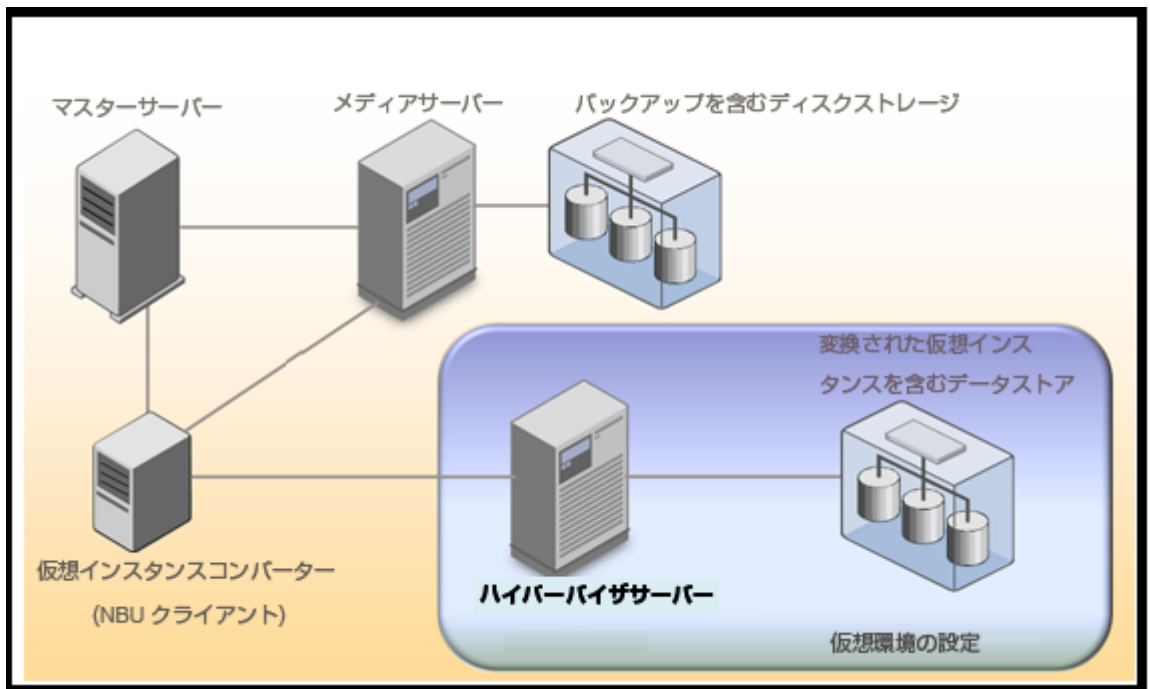 マスターサーバー
メディアサーバー
バックアップを含むディスクストレージ
変換された仮想インス
タンスを含むデータストア
仮想インスタンスコンバーター
(NBU クライアント)
ハイパーバイザサーバー
仮想環境の設定